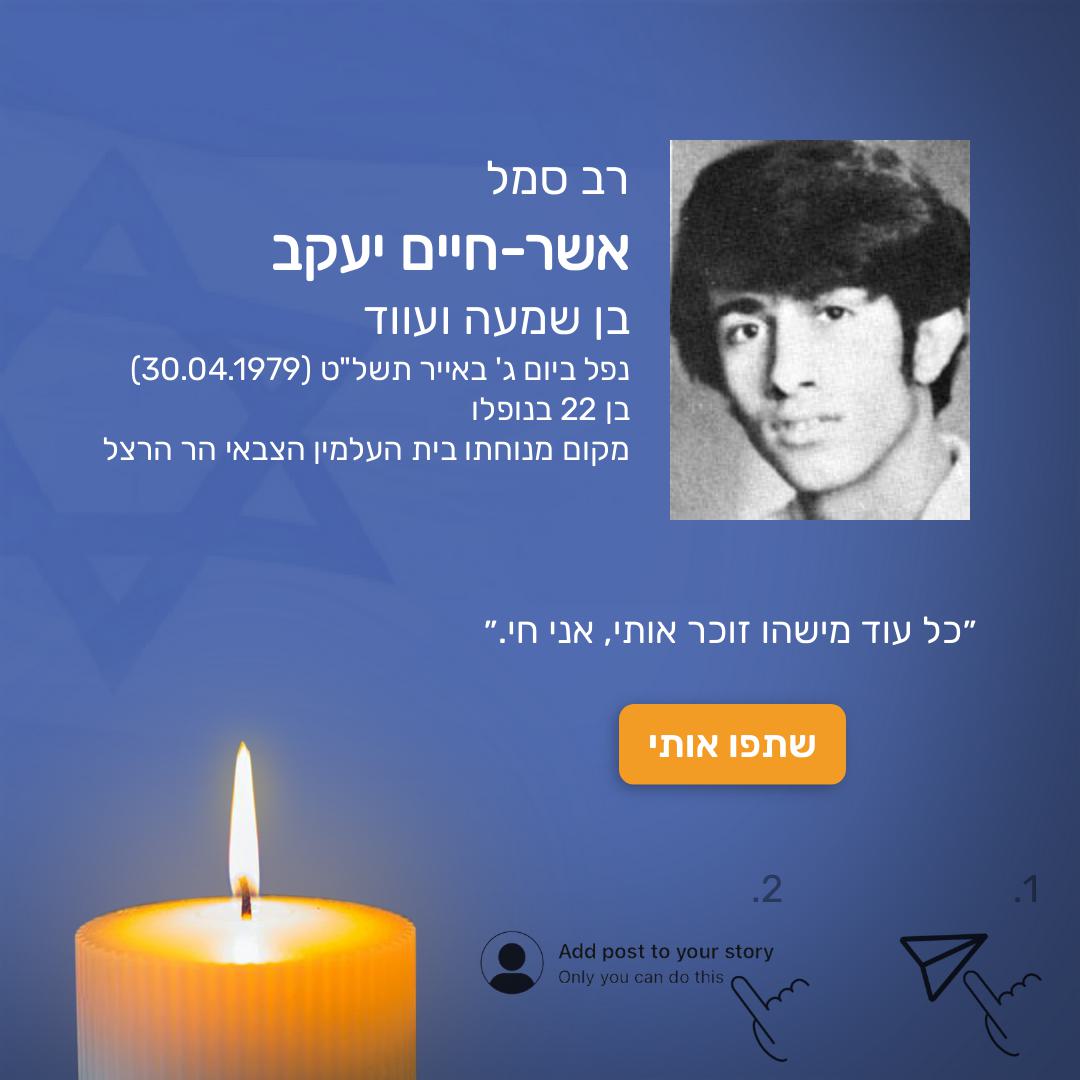 רב סמל
אשר-חיים יעקב
בן שמעה ועווד
נפל ביום ג' באייר תשל"ט (30.04.1979)
בן 22 בנופלו
מקום מנוחתו בית העלמין הצבאי הר הרצל
״כל עוד מישהו זוכר אותי, אני חי.״
שתפו אותי
.1
.2
Add post to your story
Only you can do this